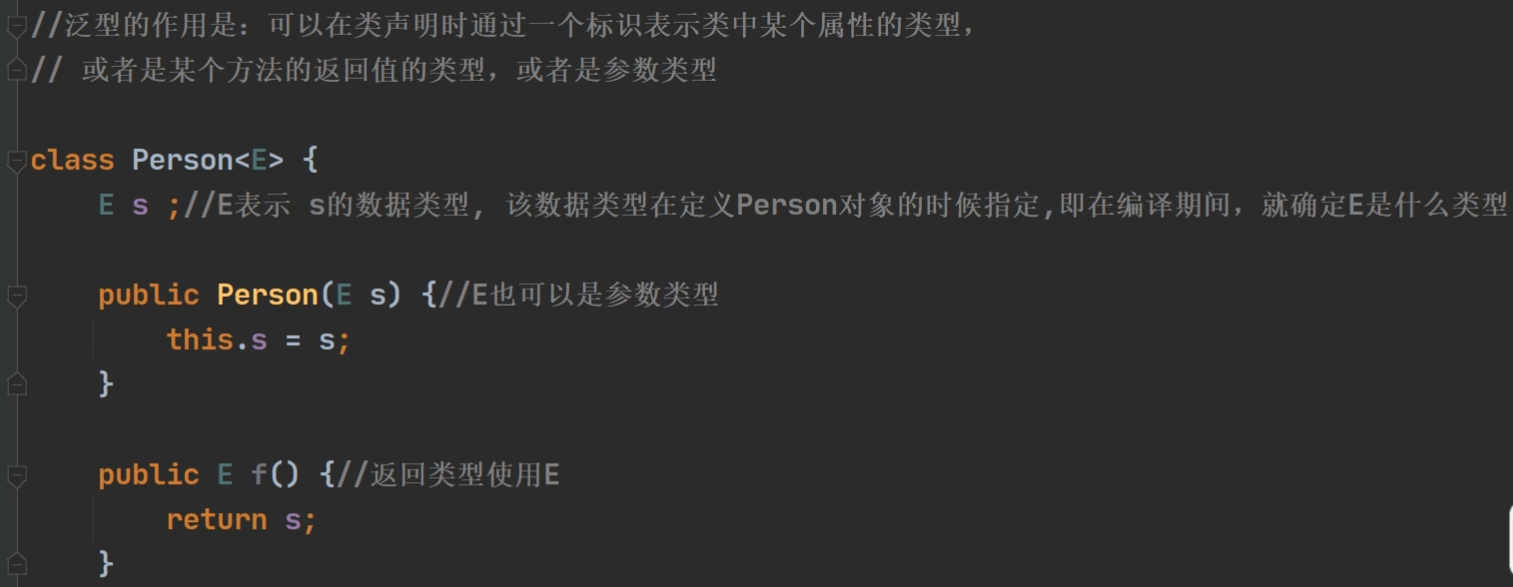 //泛型的作用是：可以在类声明时通过一个标识表示类中某个属性的类型，
// 或者是某个方法的返回值的类型，或者是参数类型
class Person<E> {
E s ;//E表示 s的数据类型, 该数据类型在定义Person对象的时候指定,即在编译期间，就确定E是什么类型
public Person(E s) {//E也可以是参数类型
this.s = s;
}
public E f() {//返回类型使用E
return s;
}